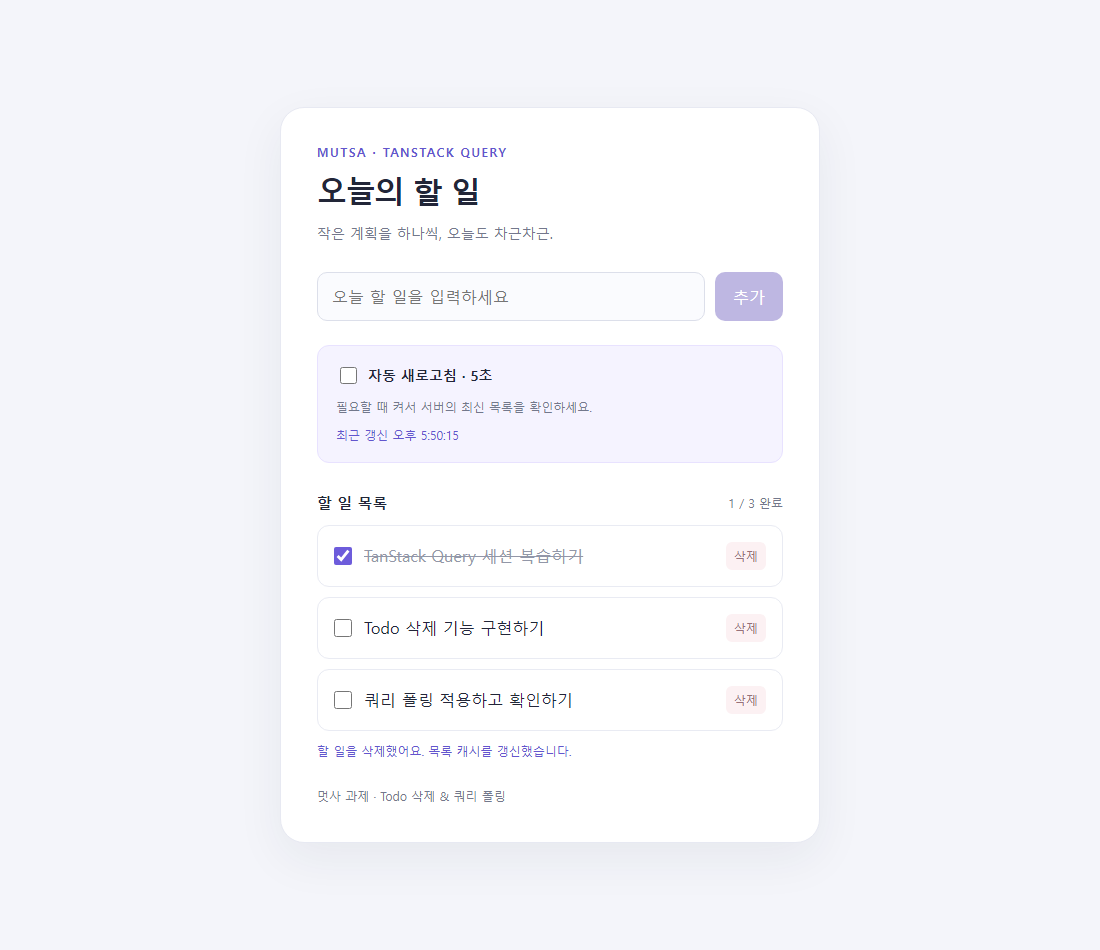 MUTSA · TANSTACK QUERY
오늘의 할 일
작은 계획을 하나씩, 오늘도 차근차근.
오늘 할 일을 입력하세요
추가
자동 새로고침 · 5초
필요할 때 켜서 서버의 최신 목록을 확인하세요.
최근 갱신 오후 5:50:15
할 일 목록
1 / 3 완료
TanStack Query 세션 복습하기
삭제
Todo 삭제 기능 구현하기
삭제
쿼리 폴링 적용하고 확인하기
삭제
할 일을 삭제했어요. 목록 캐시를 갱신했습니다.
멋사 과제 · Todo 삭제 & 쿼리 폴링